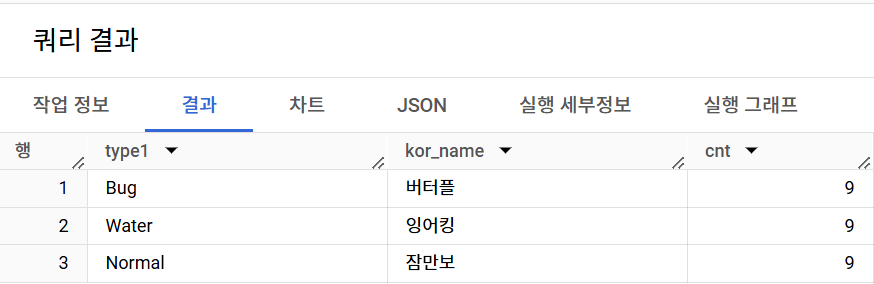 쿼리 결과
작업 정보 결과 차트 JSON 실행 세부정보 실행 그래프
행 type1 kor_name cnt
1 Bug 버터플 9
2 Water 잉어킹 9
3 Normal 잠만보 9